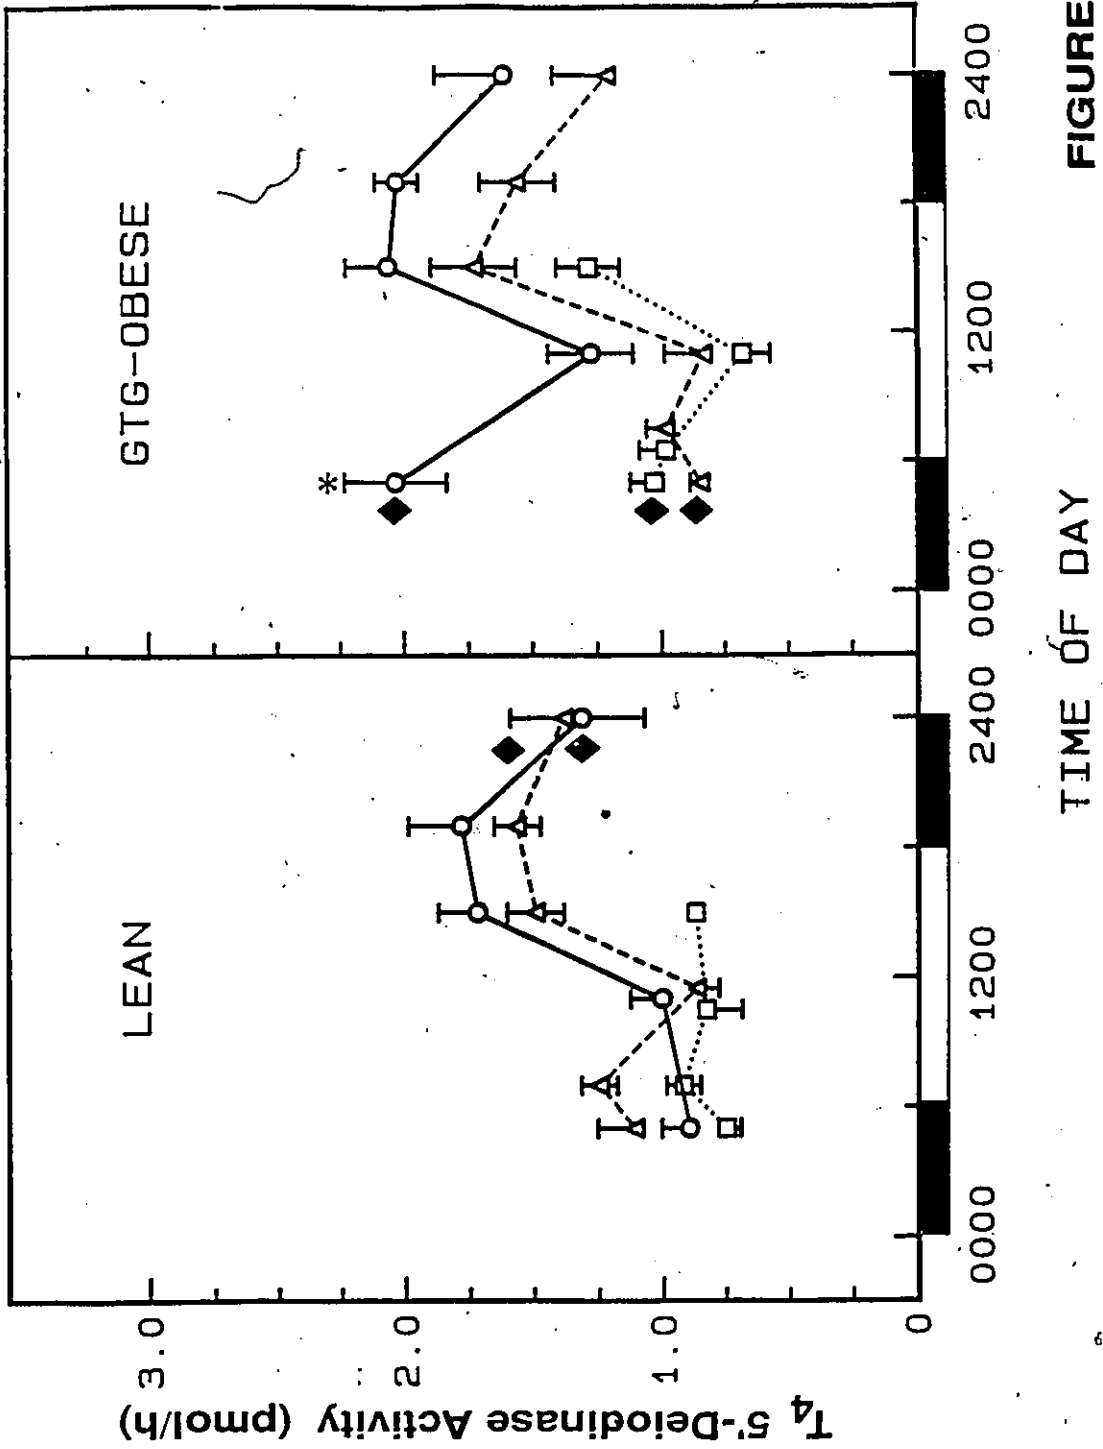 LEAN
GTG-OBESE
*
T4 5'-Deiodinase Activity (pmol/h)
3.0
2.0
1.0
0
0000
1200
2400
0000
1200
2400
TIME OF DAY
FIGURE